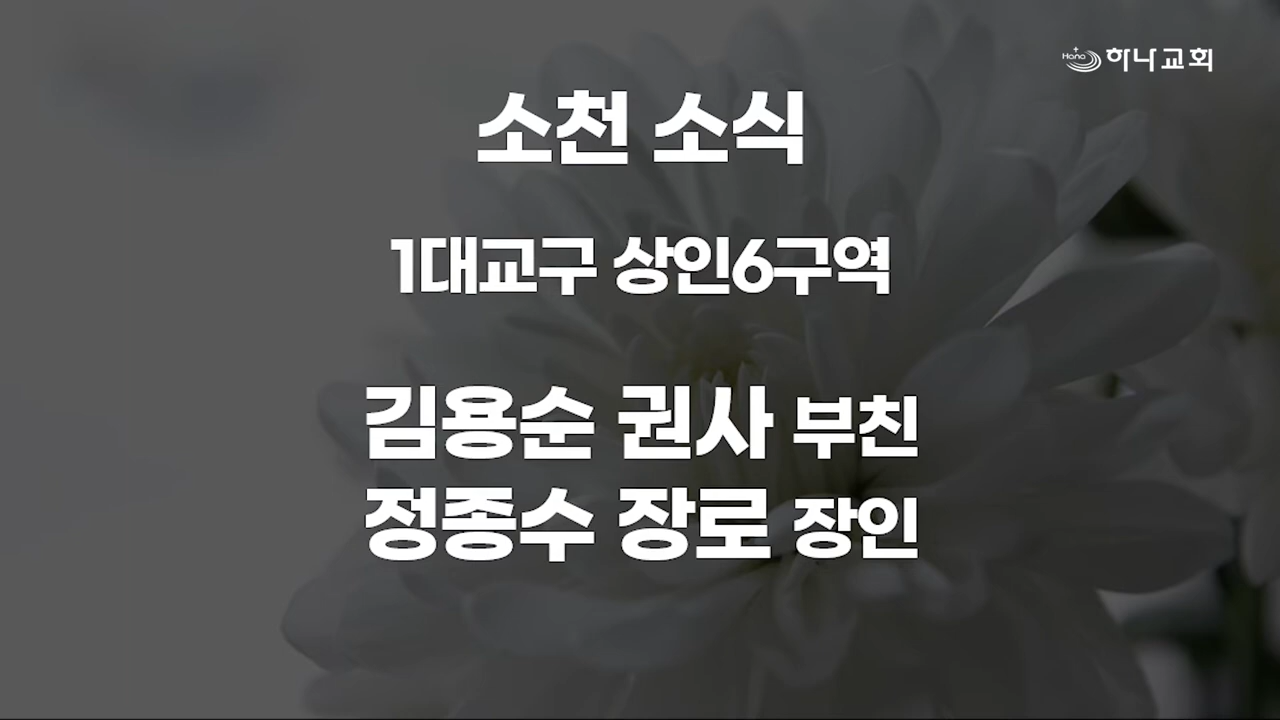 Hana 하나교회
소천 소식
1대교구 상인6구역
김용순 권사 부친
정종수 장로 장인